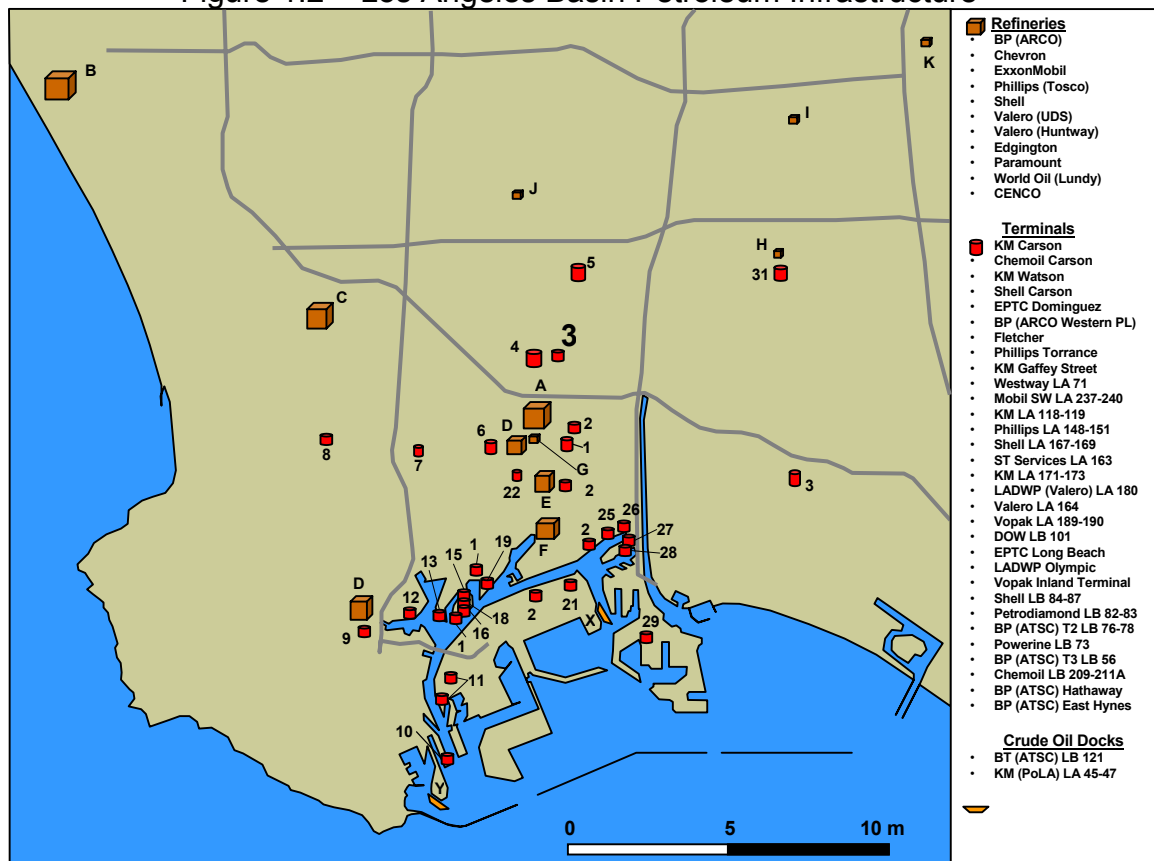 Figure 1.2 – Los Angeles Basin Petroleum Infrastructure
B
K
I
J
H
31
5
C
3
4
A
2
D
6
1
8
7
G
22
2
3
E
26
25
27
2
F
28
19
1
15
13
12
18
21
2
X
16
D
9
1
29
11
10
Y
0 5 10 m
Refineries
• BP (ARCO)
• Chevron
• ExxonMobil
• Phillips (Tosco)
• Shell
• Valero (UDS)
• Valero (Huntway)
• Edgington
• Paramount
• World Oil (Lundy)
• CENCO
Terminals
• KM Carson
• Chemoil Carson
• KM Watson
• Shell Carson
• EPTC Dominguez
• BP (ARCO Western PL)
• Fletcher
• Phillips Torrance
• KM Gaffey Street
• Westway LA 71
• Mobil SW LA 237-240
• KM LA 118-119
• Phillips LA 148-151
• Shell LA 167-169
• ST Services LA 163
• KM LA 171-173
• LADWP (Valero) LA 180
• Valero LA 164
• Vopak LA 189-190
• DOW LB 101
• EPTC Long Beach
• LADWP Olympic
• Vopak Inland Terminal
• Shell LB 84-87
• Petrodiamond LB 82-83
• BP (ATSC) T2 LB 76-78
• Powerine LB 73
• BP (ATSC) T3 LB 56
• Chemoil LB 209-211A
• BP (ATSC) Hathaway
• BP (ATSC) East Hynes
Crude Oil Docks
• BT (ATSC) LB 121
• KM (PoLA) LA 45-47